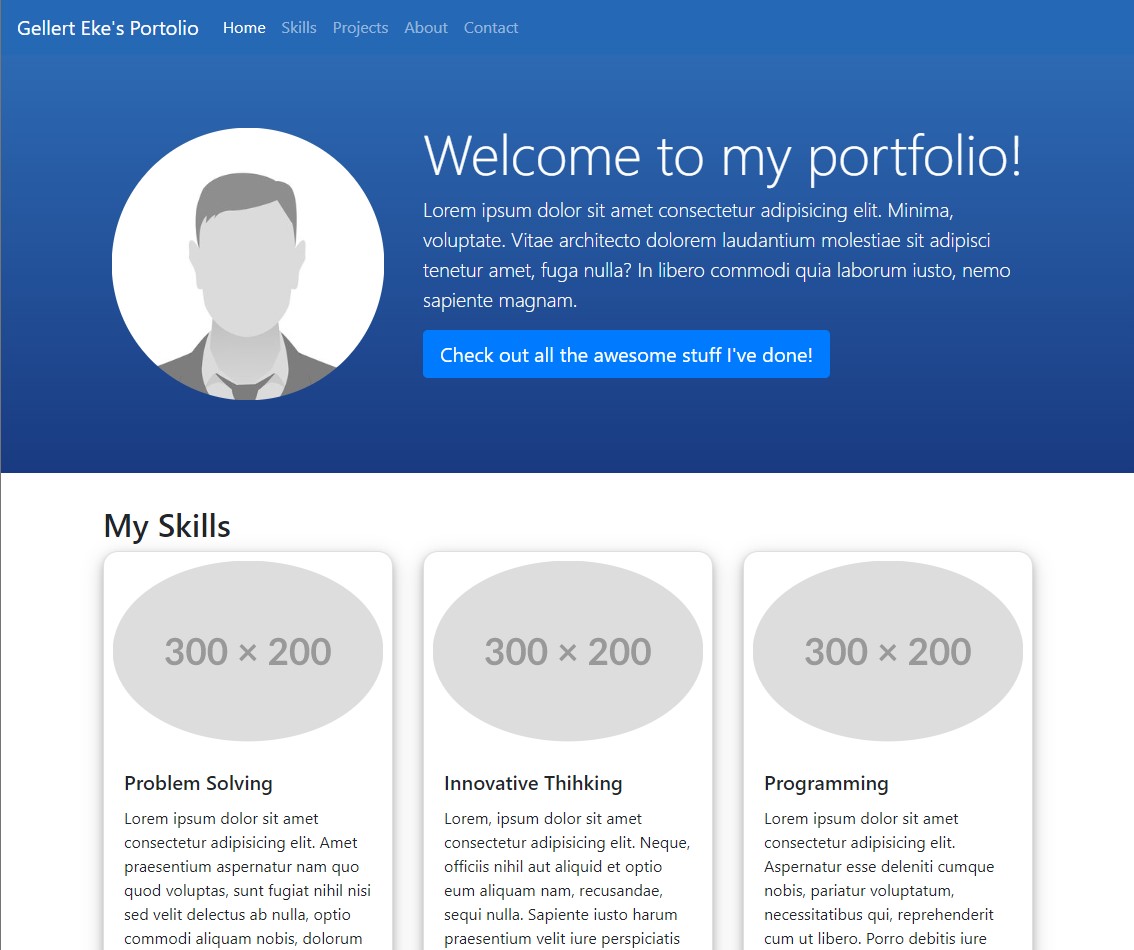 Gellert Eke's Portolio Home Skills Projects About Contact
Welcome to my portfolio!
Lorem ipsum dolor sit amet consectetur adipisicing elit. Minima,
voluptate. Vitae architecto dolorem laudantium molestiae sit adipisci
tenetur amet, fuga nulla? In libero commodi quia laborum iusto, nemo
sapiente magnam.
Check out all the awesome stuff I've done!
My Skills
300 × 200
Problem Solving
Lorem ipsum dolor sit amet
consectetur adipisicing elit. Amet
praesentium aspernatur nam quo
quod voluptas, sunt fugiat nihil nisi
sed velit delectus ab nulla, optio
commodi aliquam nobis, dolorum
300 × 200
Innovative Thihking
Lorem, ipsum dolor sit amet
consectetur adipisicing elit. Neque,
officiis nihil aut aliquid et optio
eum aliquam nam, recusandae,
sequi nulla. Sapiente iusto harum
praesentium velit iure perspiciatis
300 × 200
Programming
Lorem ipsum dolor sit amet
consectetur adipisicing elit.
Aspernatur esse deleniti cumque
nobis, pariatur voluptatum,
necessitatibus qui, reprehenderit
cum ut libero. Porro debitis iure